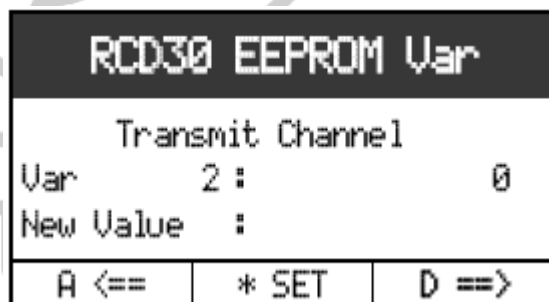 RCD30 EEPROM Var
Transmit Channel
Var 2 : 0
New Value :
A <== * SET D ==>